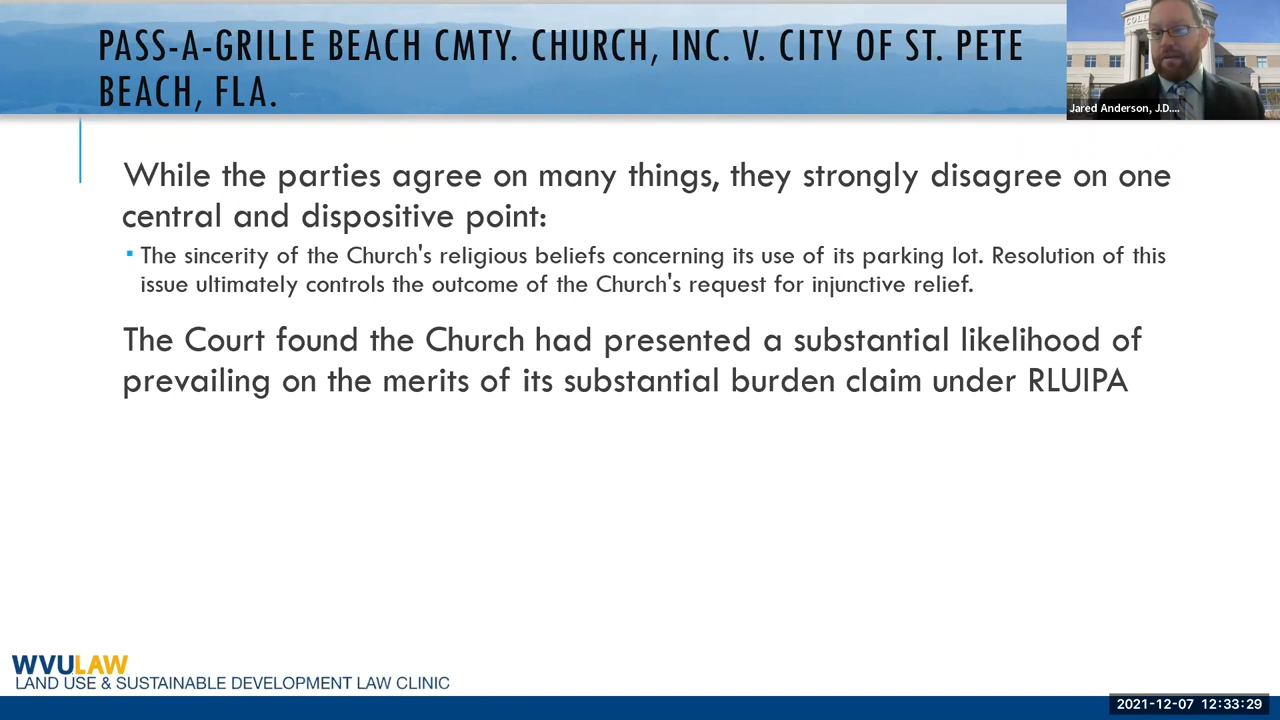 PASS-A-GRILLE BEACH CMTY. CHURCH, INC. V. CITY OF ST. PETE
BEACH, FLA.
COLL
Jared Anderson, J.D....
While the parties agree on many things, they strongly disagree on one
central and dispositive point:
▪ The sincerity of the Church's religious beliefs concerning its use of its parking lot. Resolution of this
issue ultimately controls the outcome of the Church's request for injunctive relief.
The Court found the Church had presented a substantial likelihood of
prevailing on the merits of its substantial burden claim under RLUIPA
WVULAW
LAND USE & SUSTAINABLE DEVELOPMENT LAW CLINIC
2021-12-07 12:33:29